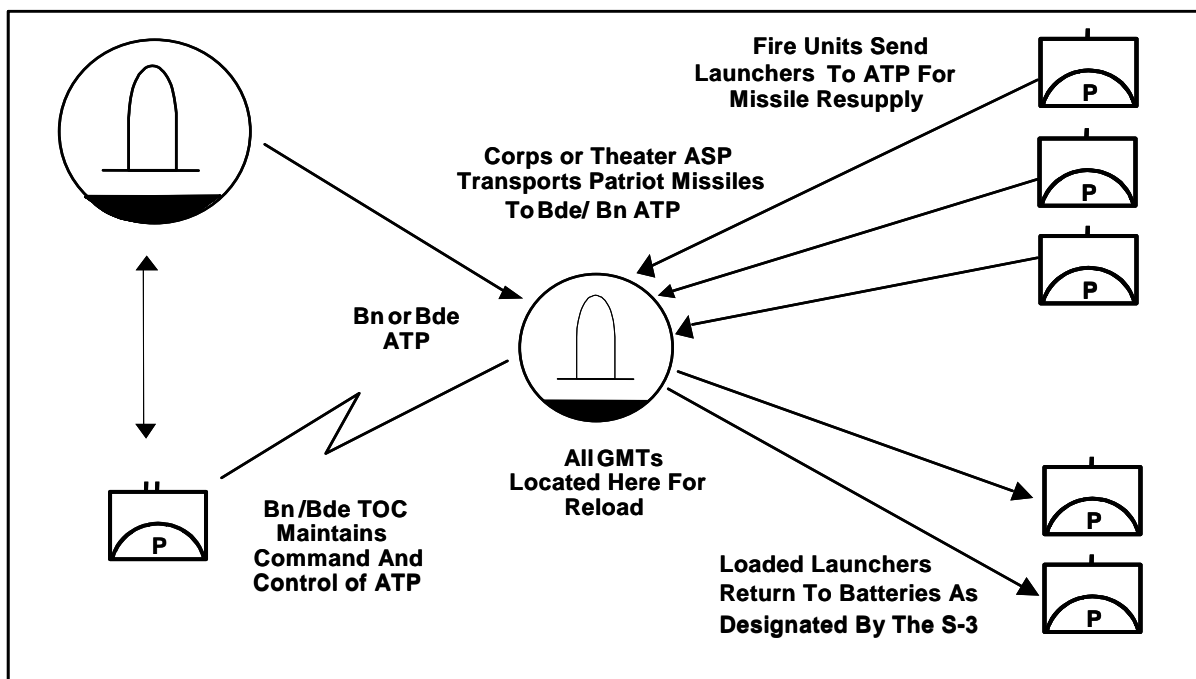 Fire Units Send
Launchers To ATP For
Missile Resupply
P
P
P
Corps or Theater ASP
Transports Patriot Missiles
To Bde/ Bn ATP
Bn or Bde
ATP
All GMTs
Located Here For
Reload
P
Bn /Bde TOC
Maintains
Command And
Control of ATP
Loaded Launchers
Return To Batteries As
Designated By The S-3
P
P